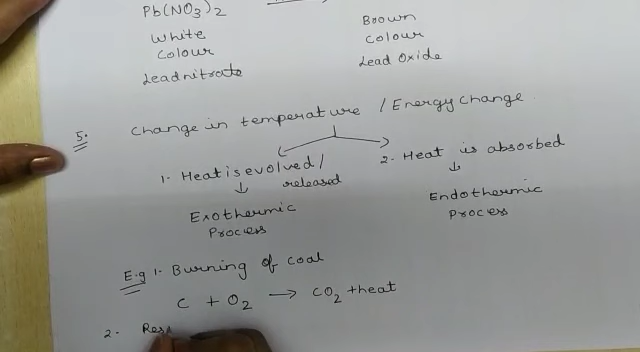 Pb(NO3)2
White
Colour
Lead nitrate
Brown
Colour
Lead Oxide
5. Change in temperature / Energy change
1. Heat is evolved / released
Exothermic
Process
2. Heat is absorbed
Endothermic
Process
E.g 1. Burning of coal
C + O2 → CO2 + heat
2. Res